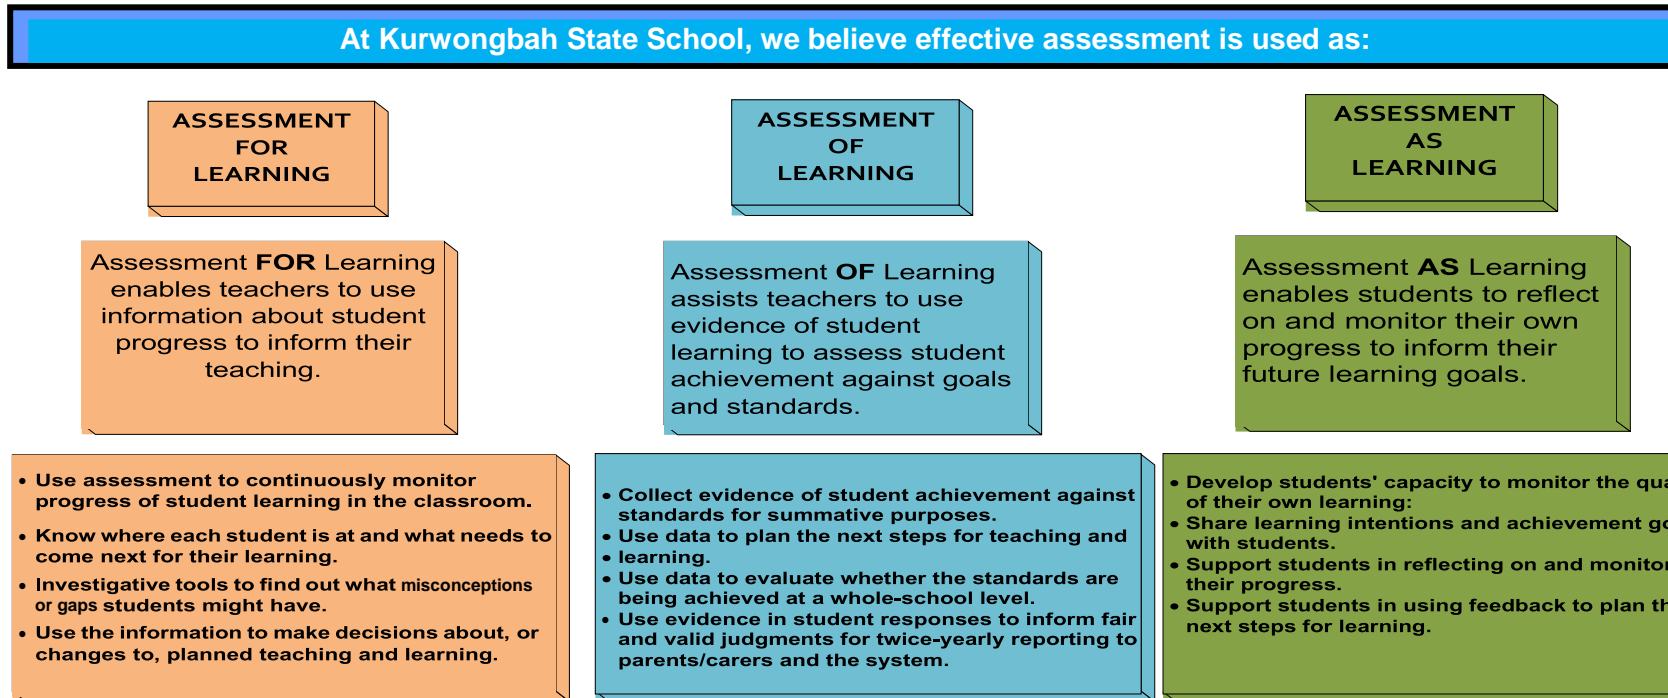 At Kurwongbah State School, we believe effective assessment is used as:
ASSESSMENT
FOR
LEARNING
Assessment FOR Learning
enables teachers to use
information about student
progress to inform their
teaching.
• Use assessment to continuously monitor
progress of student learning in the classroom.
• Know where each student is at and what needs to
come next for their learning.
• Investigative tools to find out what misconceptions
or gaps students might have.
• Use the information to make decisions about, or
changes to, planned teaching and learning.
ASSESSMENT
OF
LEARNING
Assessment OF Learning
assists teachers to use
evidence of student
learning to assess student
achievement against goals
and standards.
• Collect evidence of student achievement against
standards for summative purposes.
• Use data to plan the next steps for teaching and
• learning.
• Use data to evaluate whether the standards are
being achieved at a whole-school level.
• Use evidence in student responses to inform fair
and valid judgments for twice-yearly reporting to
parents/carers and the system.
ASSESSMENT
AS
LEARNING
Assessment AS Learning
enables students to reflect
on and monitor their own
progress to inform their
future learning goals.
• Develop students' capacity to monitor the
of their own learning:
• Share learning intentions and achievement
with students.
• Support students in reflecting on and
their progress.
• Support students in using feedback to plan
next steps for learning.